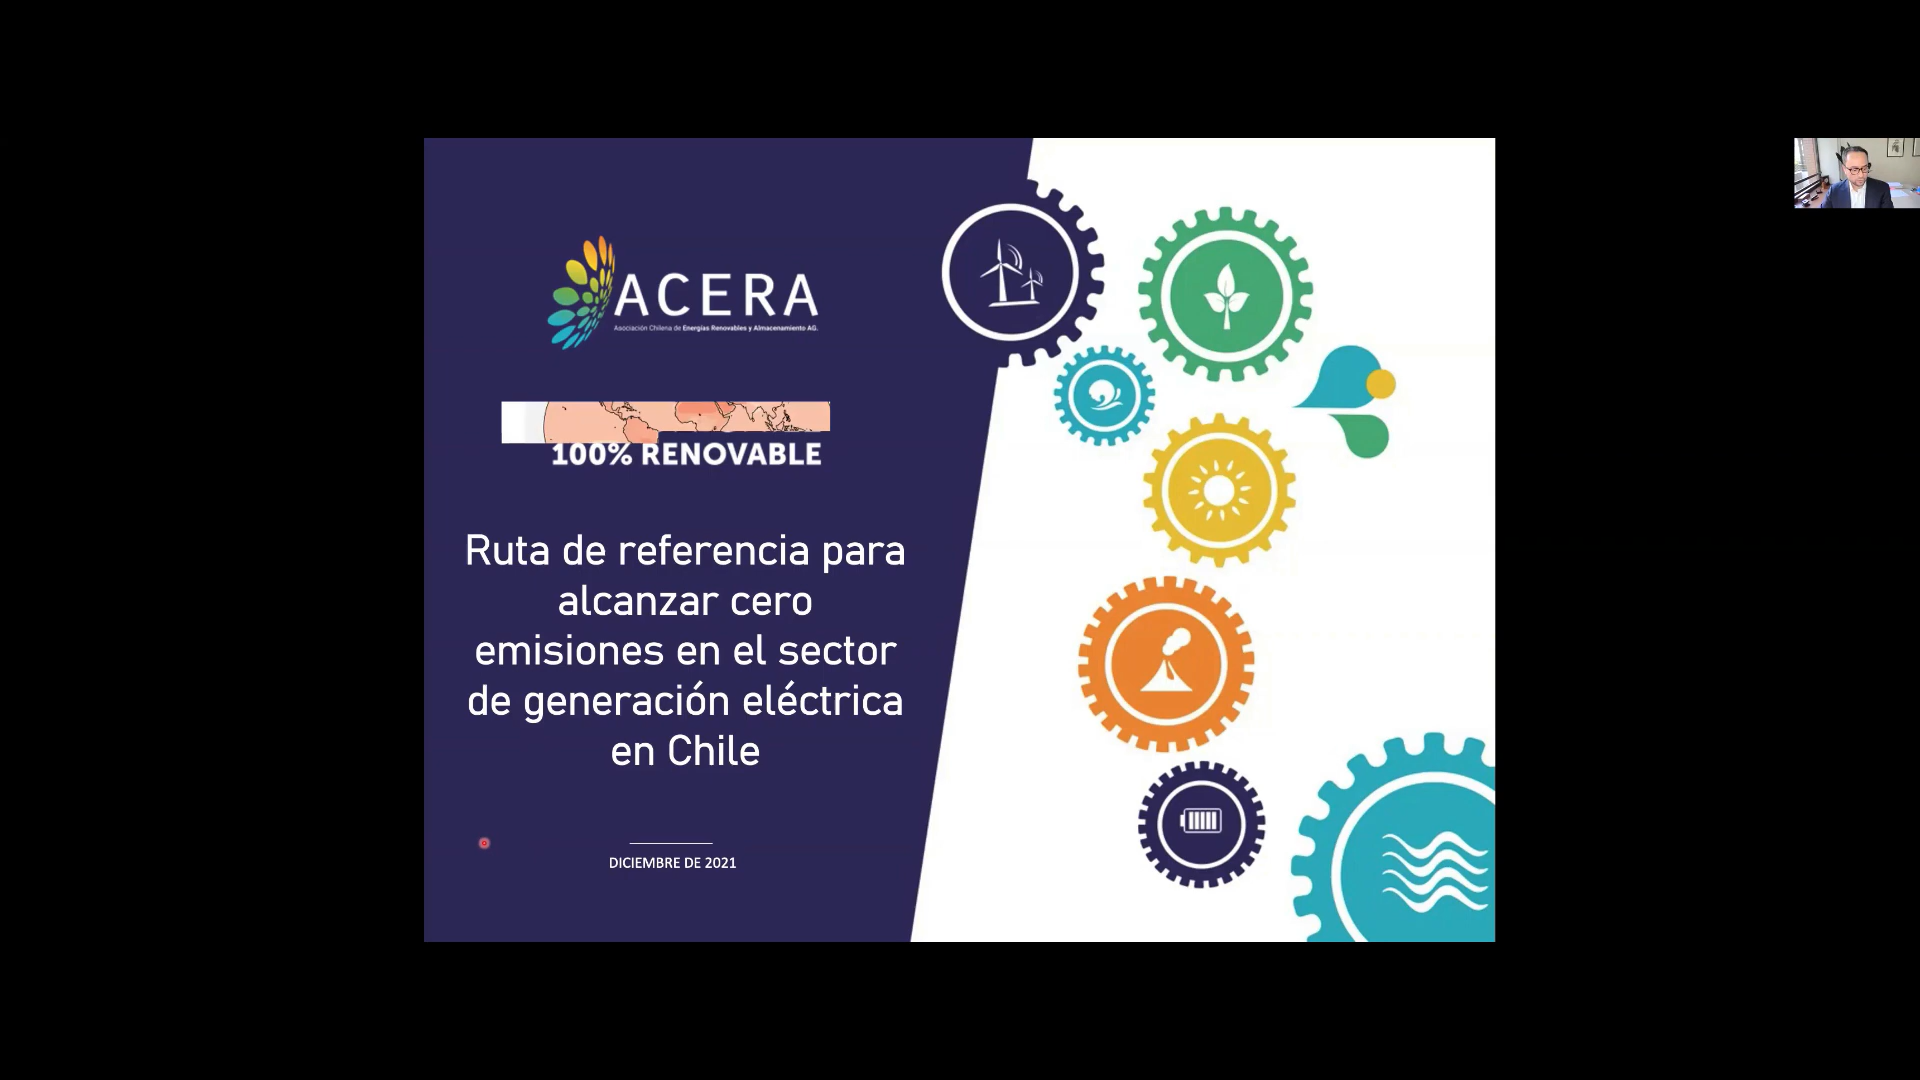 ACERA
Asociación Chilena de Energías Renovables y Almacenamiento AG.
100% RENOVABLE
Ruta de referencia para
alcanzar cero
emisiones en el sector
de generación eléctrica
en Chile
DICIEMBRE DE 2021